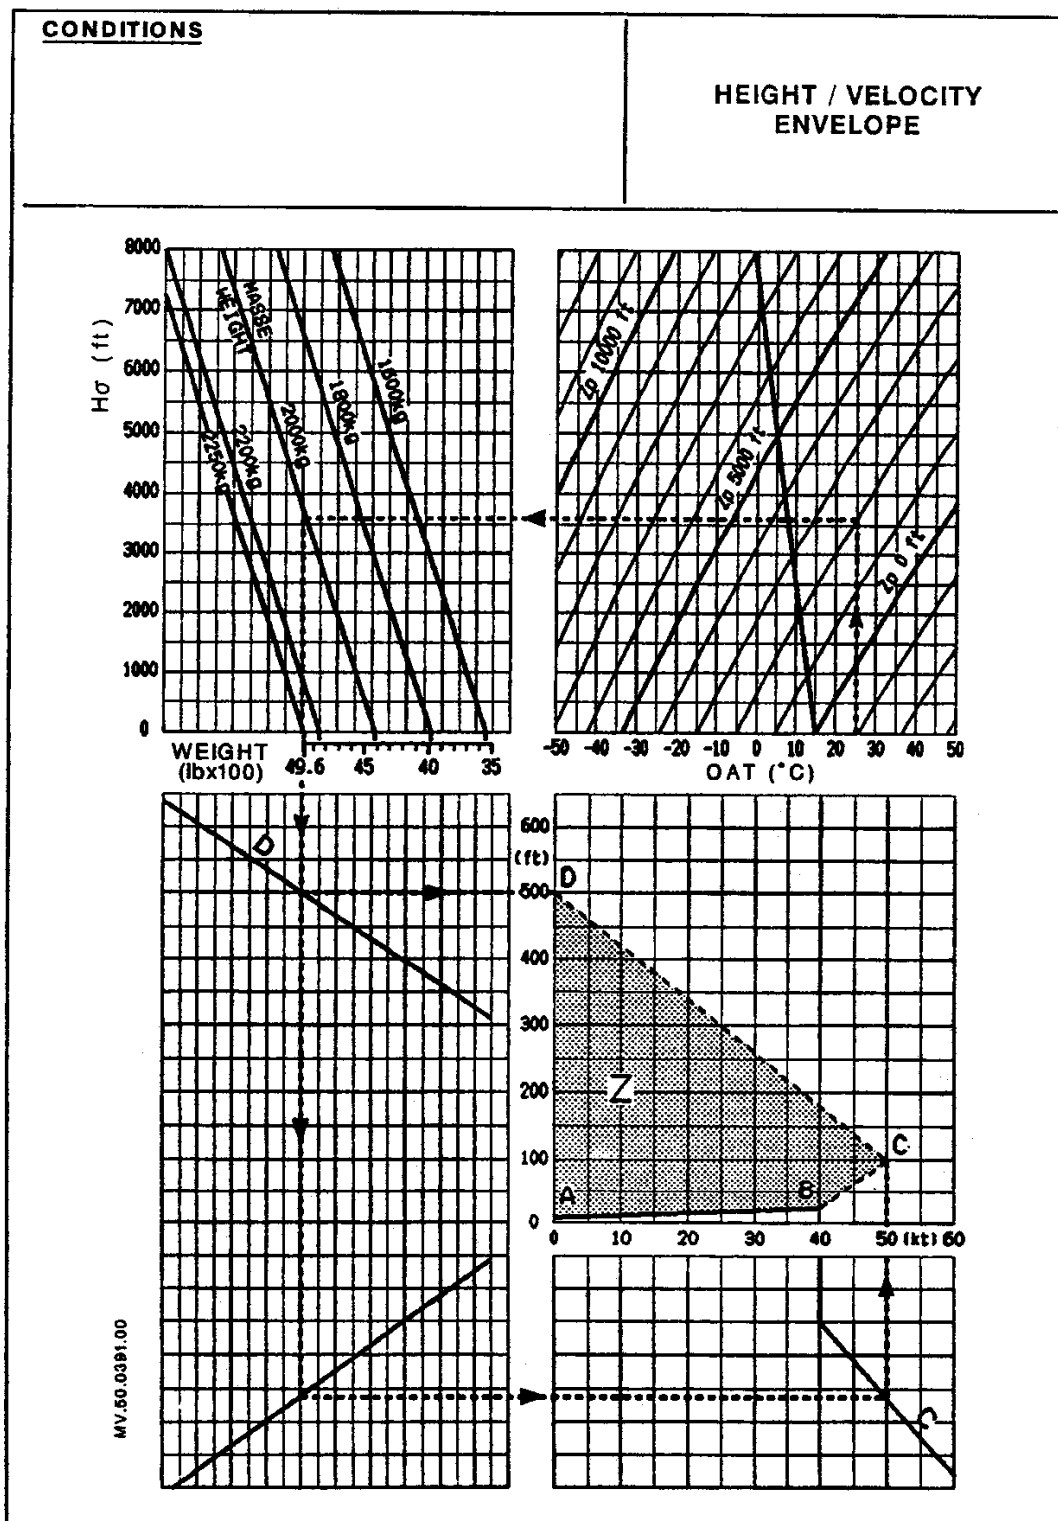 CONDITIONS
HEIGHT / VELOCITY
ENVELOPE
Hσ (ft)
8000
7000
6000
5000
4000
3000
2000
1000
0
MASSE
WEIGHT
2250kg
2200kg
2000kg
1800kg
1600kg
WEIGHT
(lbx100)
49.6
45
40
35
Zp 10000 ft
Zp 5000 ft
Zp 0 ft
-50 -40 -30 -20 -10 0 10 20 30 40 50
OAT (°C)
D
600
(ft)
500
400
300
200
100
0
D
Z
A
B
C
0 10 20 30 40 50 (kt) 60
C
MV.50.0391.00